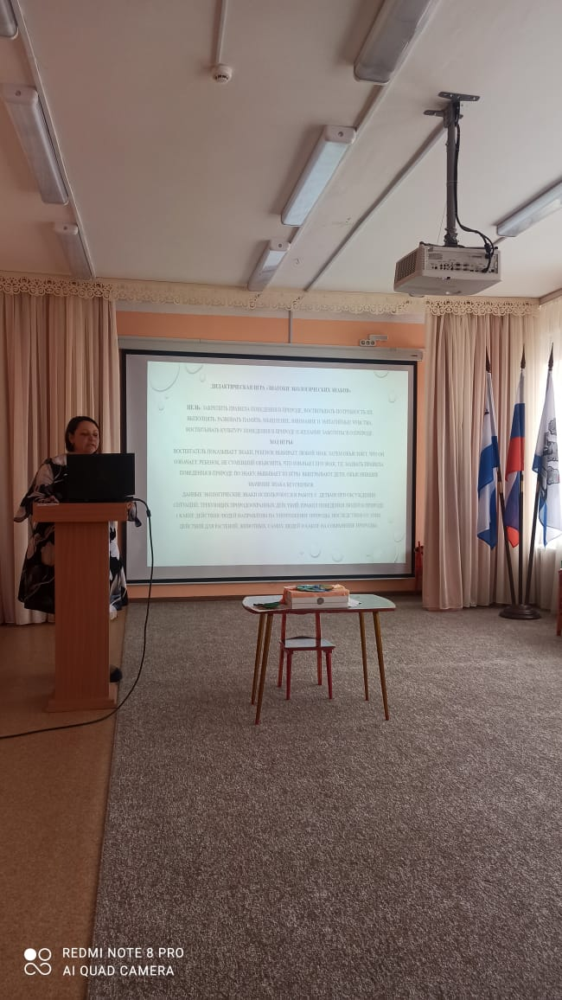 ДИДАКТИЧЕСКАЯ ИГРА «ЗНАТОКИ ЭКОЛОГИЧЕСКИХ ЗНАКОВ»
ЦЕЛЬ: ЗАКРЕПИТЬ ПРАВИЛА ПОВЕДЕНИЯ В ПРИРОДЕ, ВОСПИТЫВАТЬ ПОТРЕБНОСТЬ ИХ
ВЫПОЛНЯТЬ. РАЗВИВАТЬ ПАМЯТЬ, МЫШЛЕНИЕ, ВНИМАНИЕ И ЭМПАТИЙНЫЕ ЧУВСТВА.
ВОСПИТЫВАТЬ КУЛЬТУРУ ПОВЕДЕНИЯ В ПРИРОДЕ И ЖЕЛАНИЕ ЗАБОТИТЬСЯ О ПРИРОДЕ.
ХОД ИГРЫ:
ВОСПИТАТЕЛЬ ПОКАЗЫВАЕТ ЗНАКИ, РЕБЕНОК ВЫБИРАЕТ ЛЮБОЙ ЗНАК, ЗАТЕМ ОБЪЯСНЯЕТ, ЧТО ОН
ОЗНАЧАЕТ. РЕБЕНОК, НЕ СУМЕВШИЙ ОБЪЯСНИТЬ, ЧТО ОЗНАЧАЕТ ЕГО ЗНАК, Т.Е. НАЗВАТЬ ПРАВИЛА
ПОВЕДЕНИЯ В ПРИРОДЕ ПО ЗНАКУ, ВЫБЫВАЕТ ИЗ ИГРЫ. ВЫИГРЫВАЮТ ДЕТИ, ОБЪЯСНИВШИЕ
ЗНАЧЕНИЕ ЗНАКА БЕЗ ОШИБОК.
ДАННЫЕ ЭКОЛОГИЧЕСКИЕ ЗНАКИ ИСПОЛЬЗУЮТСЯ В РАБОТЕ С ДЕТЬМИ ПРИ ОБСУЖДЕНИИ
СИТУАЦИЙ, ТРЕБУЮЩИХ ПРИРОДООХРАННЫХ ДЕЙСТВИЙ, ПРАВИЛ ПОВЕДЕНИЯ ЛЮДЕЙ В ПРИРОДЕ
КАКИЕ ДЕЙСТВИЯ ЛЮДЕЙ НАПРАВЛЕНЫ НА УНИЧТОЖЕНИЕ ПРИРОДЫ, ПОСЛЕДСТВИЯ ОТ ЭТИХ
ДЕЙСТВИЙ ДЛЯ РАСТЕНИЙ, ЖИВОТНЫХ, САМИХ ЛЮДЕЙ И КАКИЕ НА СОХРАНЕНИЕ ПРИРОДЫ.
REDMI NOTE 8 PRO
AI QUAD CAMERA